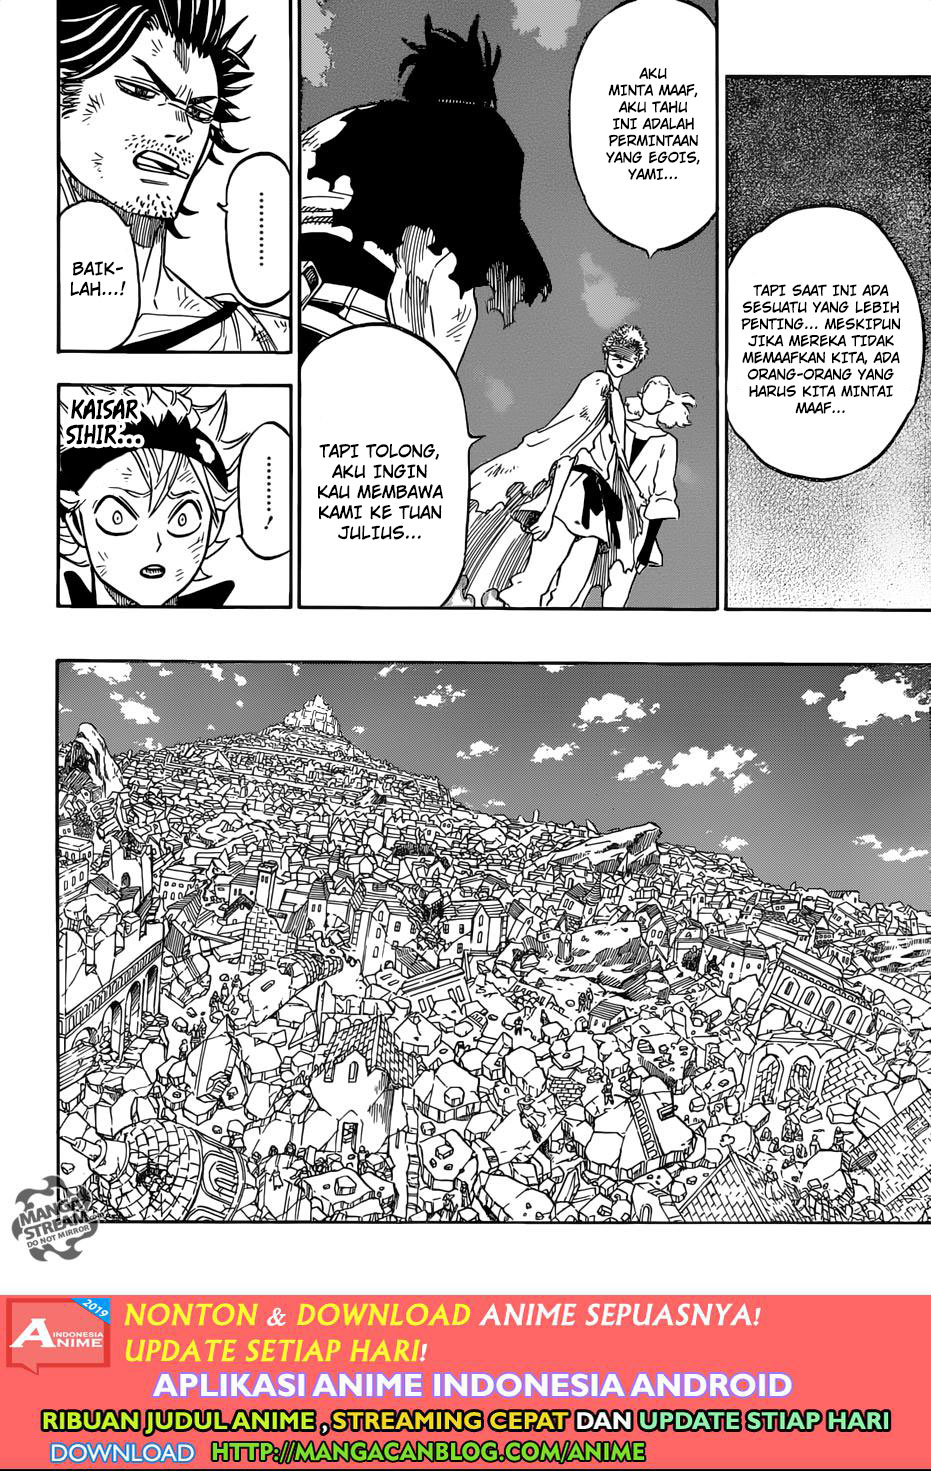 TAPI SAAT INI ADA
SESUATU YANG LEBIH
PENTING... MESKIPUN
JIKA MEREKA TIDAK
MEMAAFKAN KITA, ADA
ORANG-ORANG YANG
HARUS KITA MINTAI
MAAF...
AKU
MINTA MAAF,
AKU TAHU
INI ADALAH
PERMINTAAN
YANG EGOIS,
YAMI...
TAPI TOLONG,
AKU INGIN
KAU MEMBAWA
KAMI KE TUAN
JULIUS...
.........
BAIK-
LAH...!
.........!
KAISAR
SIHIR...
MANGA
STREAM
DO NOT MIRROR
2019
INDONESIA
ANIME
NONTON & DOWNLOAD ANIME SEPUASNYA!
UPDATE SETIAP HARI!
APLIKASI ANIME INDONESIA ANDROID
RIBUAN JUDUL ANIME , STREAMING CEPAT DAN UPDATE STIAP HARI
DOWNLOAD HTTP://MANGACANBLOG.COM/ANIME